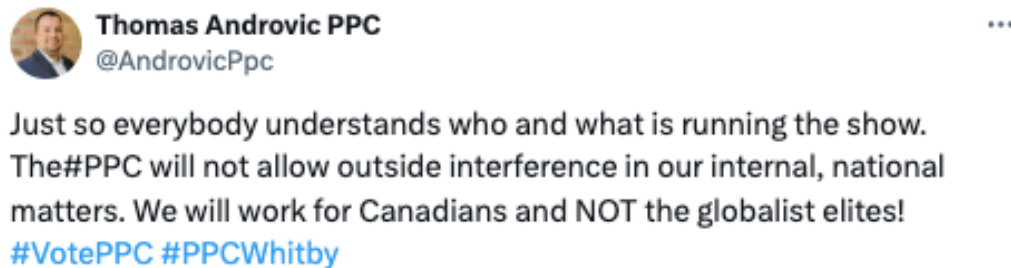 Thomas Androvic PPC
@AndrovicPpc
Just so everybody understands who and what is running the show.
The#PPC will not allow outside interference in our internal, national
matters. We will work for Canadians and NOT the globalist elites!
#VotePPC #PPCWhitby